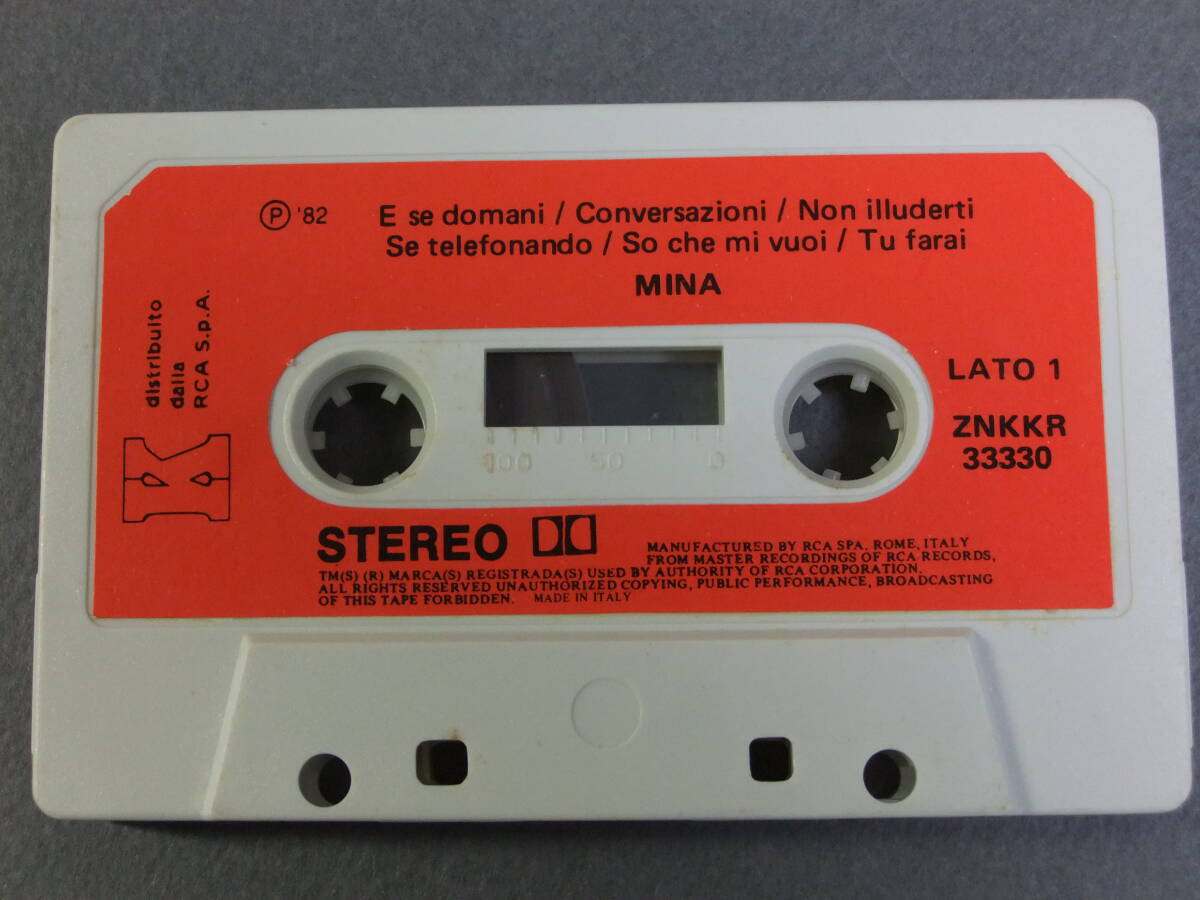 Ⓟ '82
E se domani / Conversazioni / Non illuderti
Se telefonando / So che mi vuoi / Tu farai
MINA
distribuito
dalla
RCA S.p.A.
K
LATO 1
ZNKKR
33330
100 50 0
STEREO
MANUFACTURED BY RCA SPA, ROME, ITALY
FROM MASTER RECORDINGS OF RCA RECORDS,
TM(S) (R) MARCA(S) REGISTRADA(S) USED BY AUTHORITY OF RCA CORPORATION.
ALL RIGHTS RESERVED UNAUTHORIZED COPYING, PUBLIC PERFORMANCE, BROADCASTING
OF THIS TAPE FORBIDDEN. MADE IN ITALY